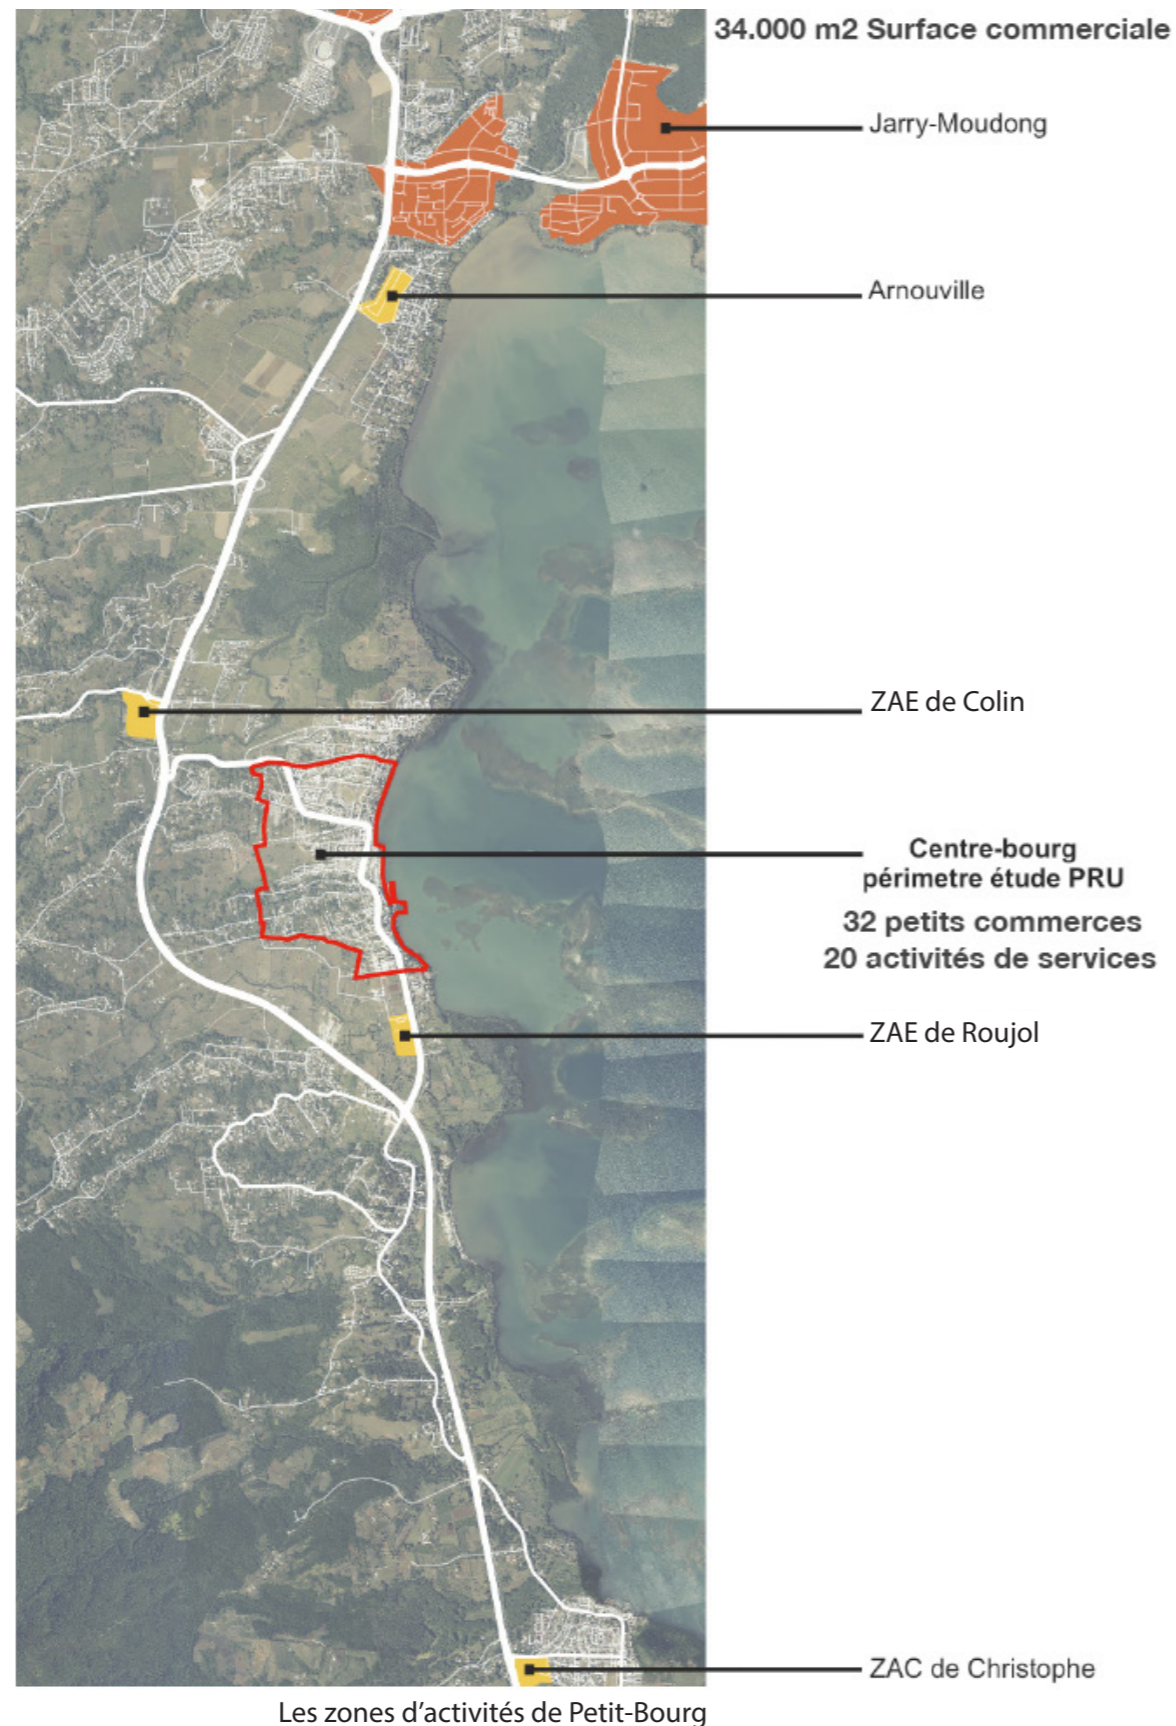 34.000 m2 Surface commerciale
Jarry-Moudong
Arnouville
ZAE de Colin
Centre-bourg
périmetre étude PRU
32 petits commerces
20 activités de services
ZAE de Roujol
ZAC de Christophe
Les zones d’activités de Petit-Bourg